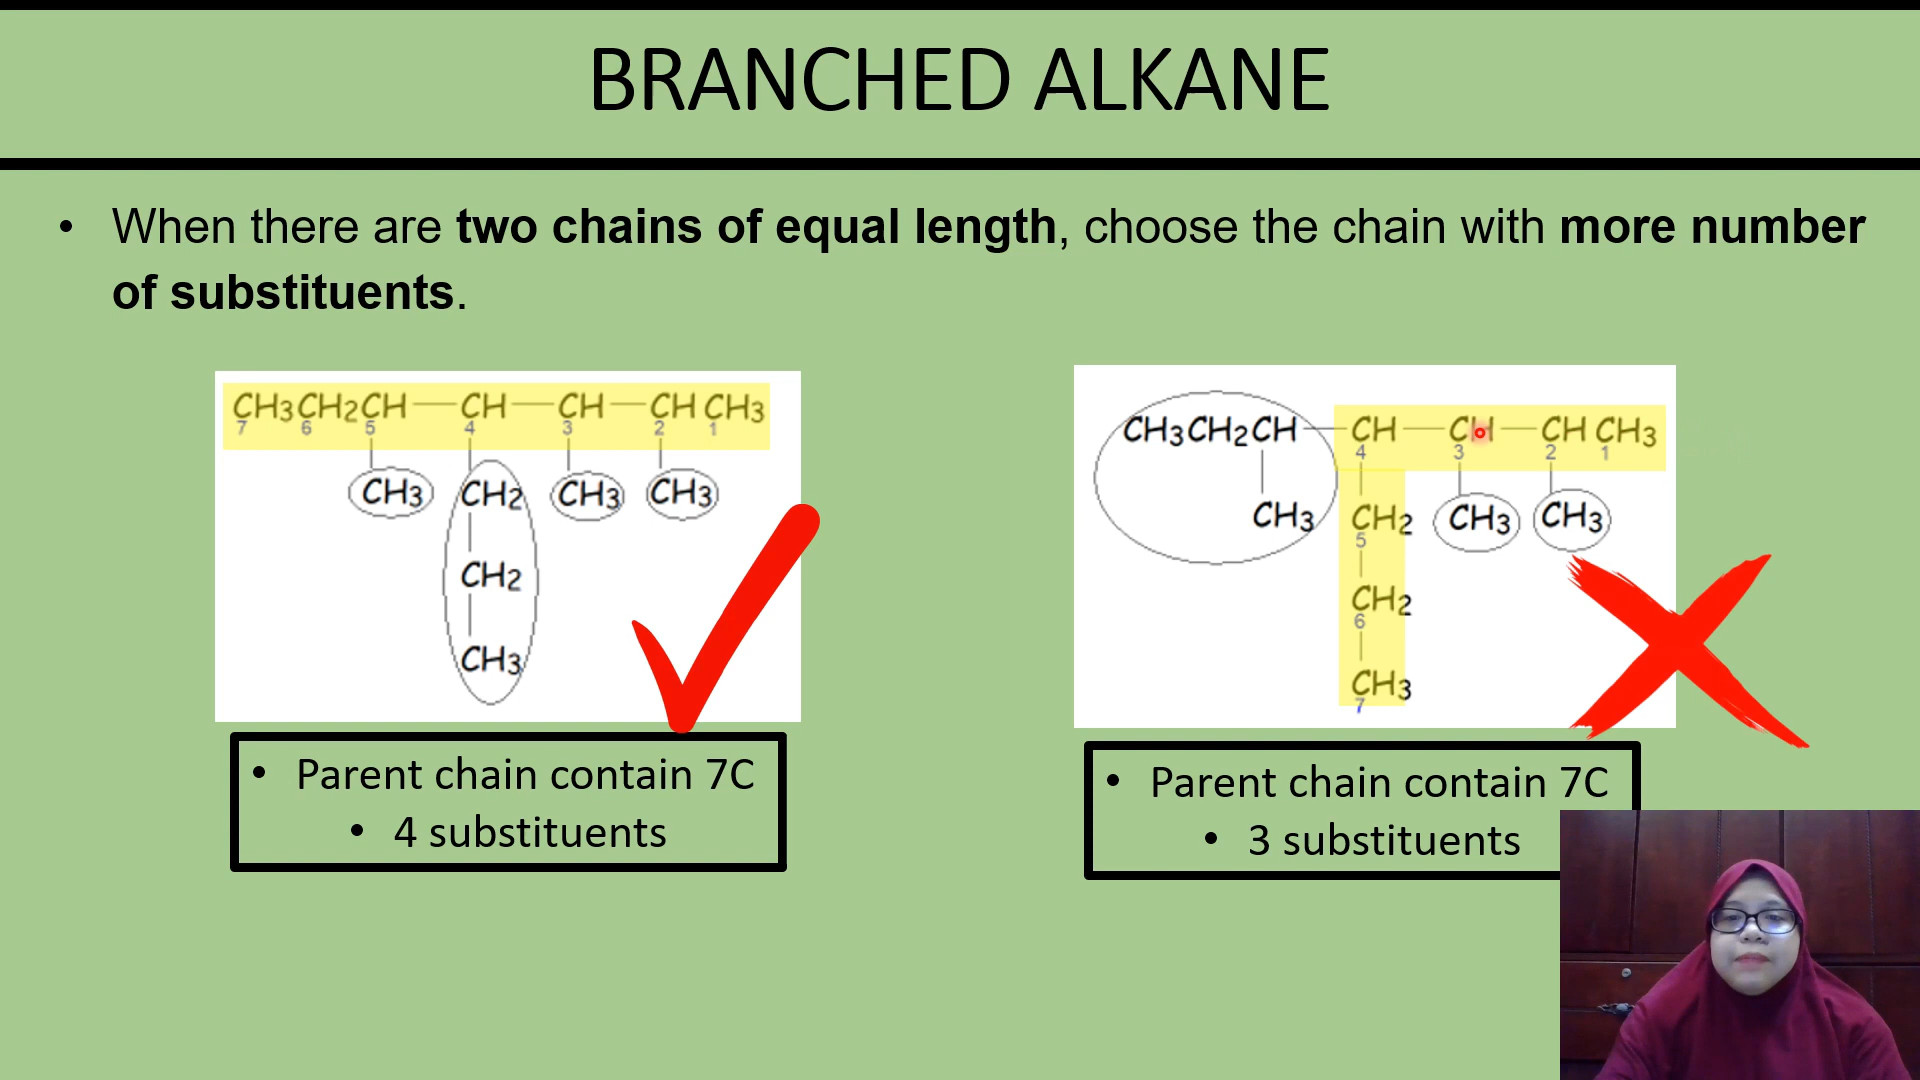 BRANCHED ALKANE
• When there are two chains of equal length, choose the chain with more number
of substituents.
CH3CH2CH — CH — CH — CH CH3
7 6 5 4 3 2 1
CH3 CH2 CH3 CH3
CH2
CH3
• Parent chain contain 7C
• 4 substituents
CH3CH2CH — CH — CH — CH CH3
4 3 2 1
CH3 CH2 CH3 CH3
5
CH2
6
CH3
7
• Parent chain contain 7C
• 3 substituents